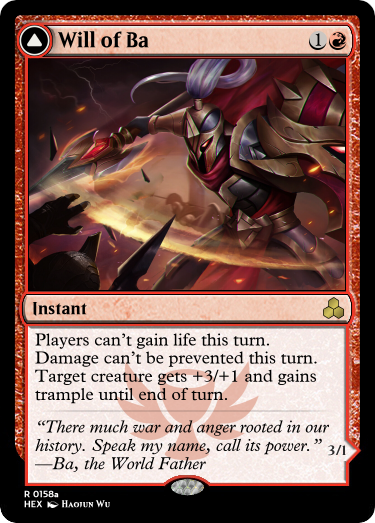 Will of Ba
1
Instant
Players can't gain life this turn.
Damage can't be prevented this turn.
Target creature gets +3/+1 and gains
trample until end of turn.
“There much war and anger rooted in our
history. Speak my name, call its power.”
—Ba, the World Father
3/1
R 0158a
HEX Haojun Wu